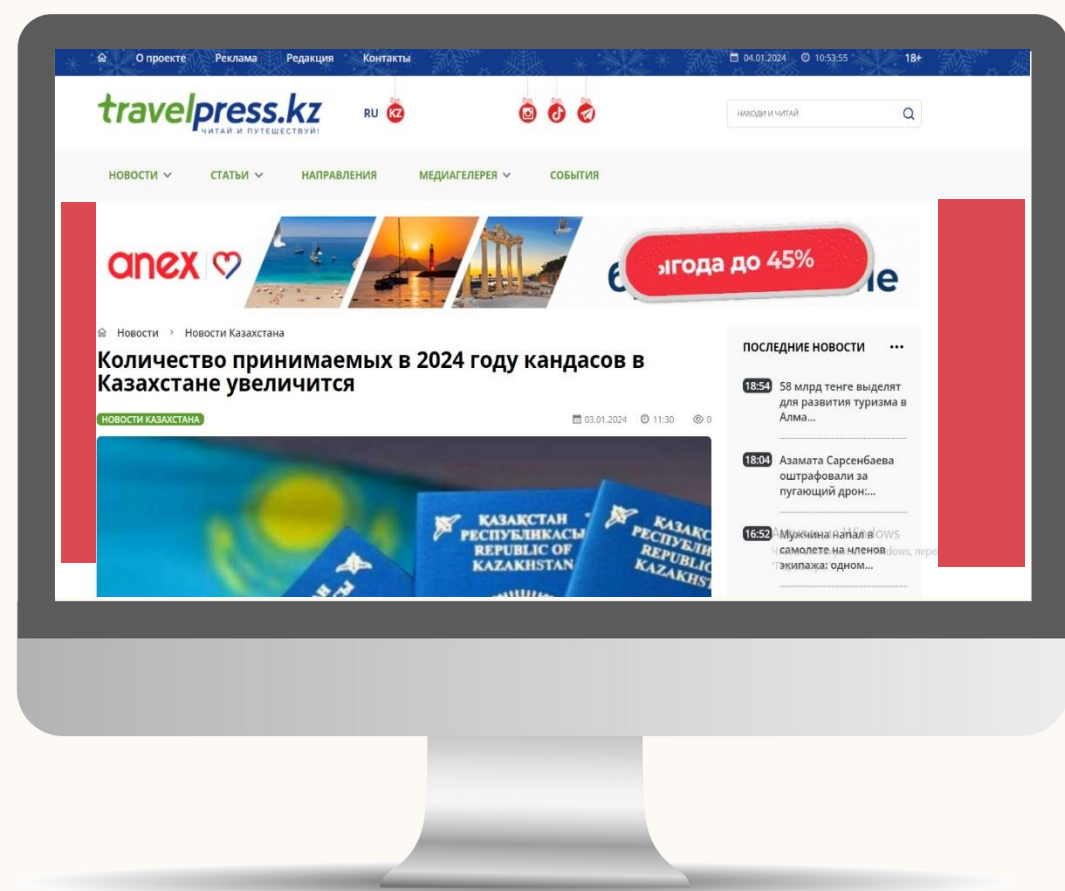 О проекте Реклама Редакция Контакты 04.01.2024 10:53:55 18+
travelpress.kz
ЧИТАЙ И ПУТЕШЕСТВУЙ!
RU KZ
НАХОДИ И ЧИТАЙ
НОВОСТИ СТАТЬИ НАПРАВЛЕНИЯ МЕДИАГЕЛЕРЕЯ СОБЫТИЯ
anex
ыгода до 45%
Новости › Новости Казахстана
Количество принимаемых в 2024 году кандасов в
Казахстане увеличится
НОВОСТИ КАЗАХСТАНА 03.01.2024 11:30 0
ҚАЗАҚСТАН
РЕСПУБЛИКАСЫ
REPUBLIC OF
KAZAKHSTAN
ПОСЛЕДНИЕ НОВОСТИ •••
18:54 58 млрд тенге выделят
для развития туризма в
Алма...
18:04 Азамата Сарсенбаева
оштрафовали за
пугающий дрон:...
16:52 Мужчина напал в
самолете на членов
экипажа: одном...